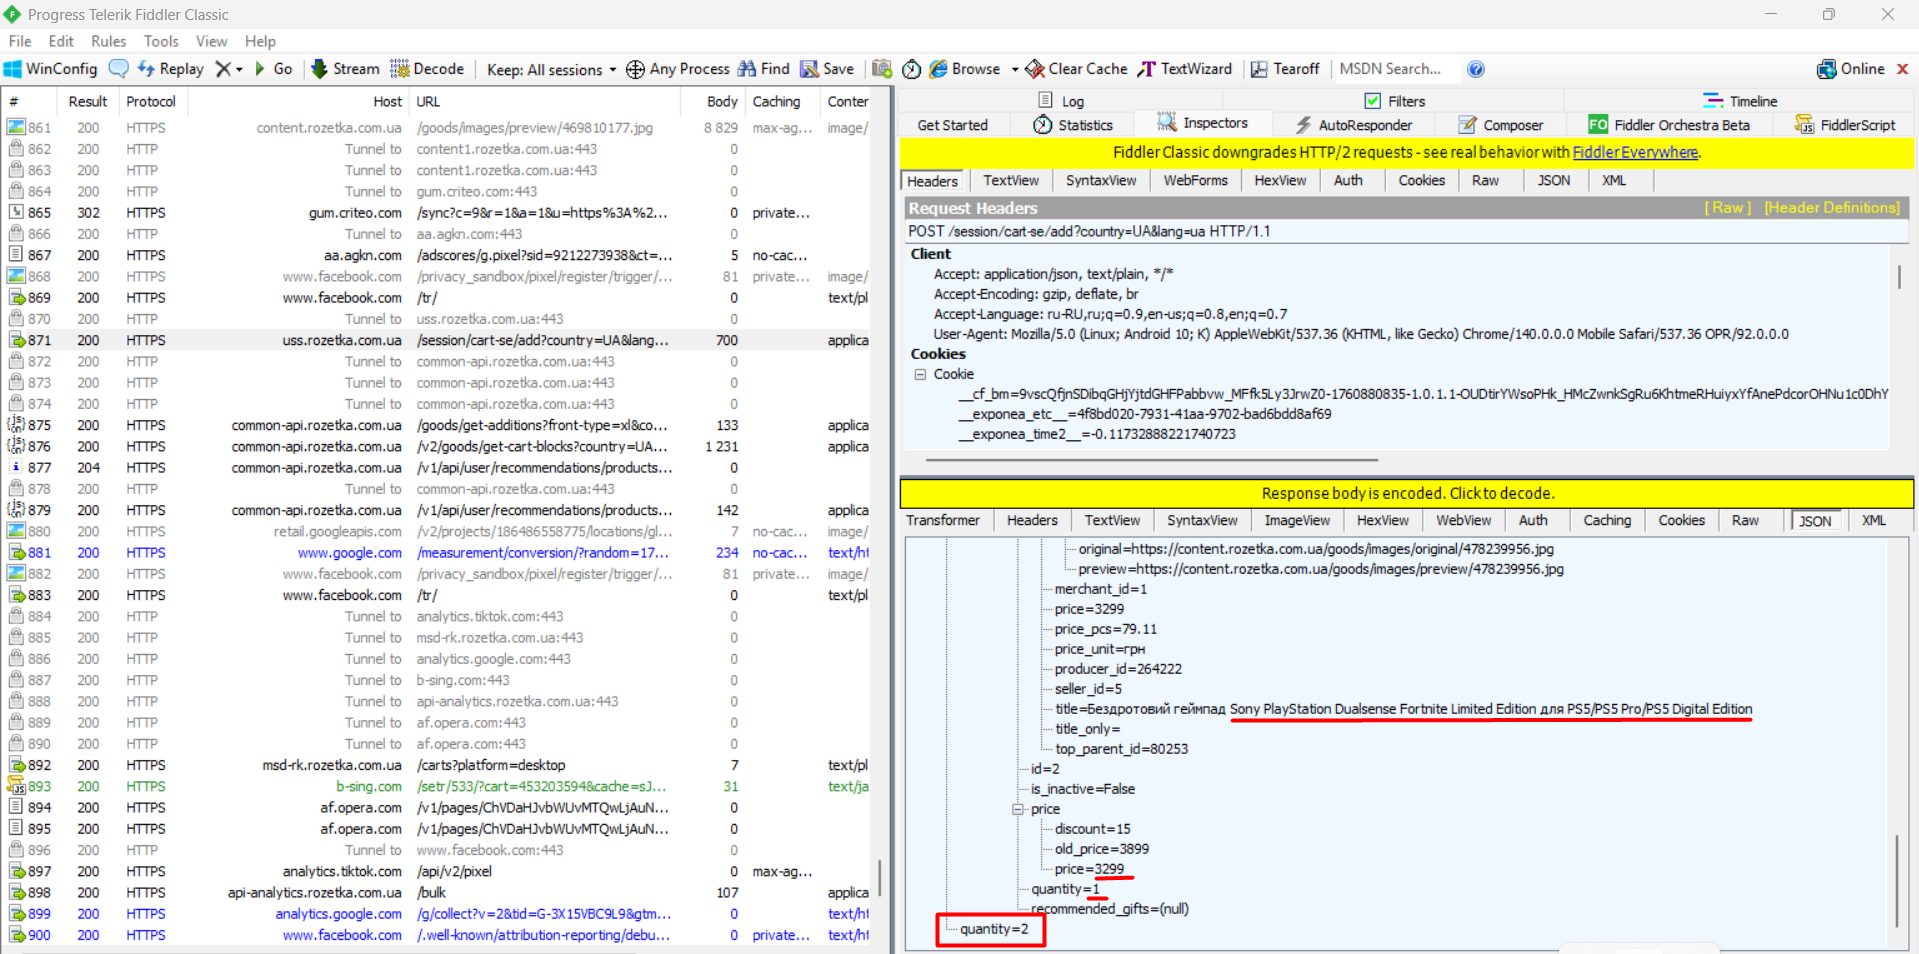 Progress Telerik Fiddler Classic
File Edit Rules Tools View Help
WinConfig Replay Go Stream Decode Keep: All sessions Any Process Find Save Browse Clear Cache TextWizard Tearoff MSDN Search... Online
# Result Protocol Host URL Body Caching Conter
861 200 HTTPS content.rozetka.com.ua /goods/images/preview/469810177.jpg 8 829 max-ag... image/
862 200 HTTP Tunnel to content1.rozetka.com.ua:443 0
863 200 HTTP Tunnel to content1.rozetka.com.ua:443 0
864 200 HTTP Tunnel to gum.criteo.com:443 0
865 302 HTTPS gum.criteo.com /sync?c=9&r=1&a=1&u=https%3A%2... 0 private...
866 200 HTTP Tunnel to aa.agkn.com:443 0
867 200 HTTPS aa.agkn.com /adscores/g.pixel?sid=9212273938&ct=... 5 no-cac...
868 200 HTTPS www.facebook.com /privacy_sandbox/pixel/register/trigger/... 81 private... image/
869 200 HTTPS www.facebook.com /tr/ 0 text/pl
870 200 HTTP Tunnel to uss.rozetka.com.ua:443 0
871 200 HTTPS uss.rozetka.com.ua /session/cart-se/add?country=UA&lang... 700 applica
872 200 HTTP Tunnel to common-api.rozetka.com.ua:443 0
873 200 HTTP Tunnel to common-api.rozetka.com.ua:443 0
874 200 HTTP Tunnel to common-api.rozetka.com.ua:443 0
875 200 HTTPS common-api.rozetka.com.ua /goods/get-additions?front-type=xl&co... 133 applica
876 200 HTTPS common-api.rozetka.com.ua /v2/goods/get-cart-blocks?country=UA... 1 231 applica
877 204 HTTPS common-api.rozetka.com.ua /v1/api/user/recommendations/products... 0
878 200 HTTP Tunnel to common-api.rozetka.com.ua:443 0
879 200 HTTPS common-api.rozetka.com.ua /v1/api/user/recommendations/products... 142 applica
880 200 HTTPS retail.googleapis.com /v2/projects/186486558775/locations/gl... 7 no-cac... image/
881 200 HTTPS www.google.com /measurement/conversion/?random=17... 234 no-cac... text/ht
882 200 HTTPS www.facebook.com /privacy_sandbox/pixel/register/trigger/... 81 private... image/
883 200 HTTPS www.facebook.com /tr/ 0 text/pl
884 200 HTTP Tunnel to analytics.tiktok.com:443 0
885 200 HTTP Tunnel to msd-rk.rozetka.com.ua:443 0
886 200 HTTP Tunnel to analytics.google.com:443 0
887 200 HTTP Tunnel to b-sing.com:443 0
888 200 HTTP Tunnel to api-analytics.rozetka.com.ua:443 0
889 200 HTTP Tunnel to af.opera.com:443 0
890 200 HTTP Tunnel to af.opera.com:443 0
892 200 HTTPS msd-rk.rozetka.com.ua /carts?platform=desktop 7 text/pl
893 200 HTTPS b-sing.com /setr/533/?cart=453203594&cache=sJ... 31 text/ja
894 200 HTTPS af.opera.com /v1/pages/ChVDaHJvbWUvMTQwLjAuN... 0
895 200 HTTPS af.opera.com /v1/pages/ChVDaHJvbWUvMTQwLjAuN... 0
896 200 HTTP Tunnel to www.facebook.com:443 0
897 200 HTTPS analytics.tiktok.com /api/v2/pixel 0 max-ag...
898 200 HTTPS api-analytics.rozetka.com.ua /bulk 107 applica
899 200 HTTPS analytics.google.com /g/collect?v=2&tid=G-3X15VBC9L9&gtm... 0 text/ht
900 200 HTTPS www.facebook.com /.well-known/attribution-reporting/debu... 0 private... text/ht
Log Filters Timeline
Get Started Statistics Inspectors AutoResponder Composer FO Fiddler Orchestra Beta FiddlerScript
Fiddler Classic downgrades HTTP/2 requests - see real behavior with Fiddler Everywhere.
Headers TextView SyntaxView WebForms HexView Auth Cookies Raw JSON XML
Request Headers [ Raw ] [Header Definitions]
POST /session/cart-se/add?country=UA&lang=ua HTTP/1.1
Client
Accept: application/json, text/plain, */*
Accept-Encoding: gzip, deflate, br
Accept-Language: ru-RU,ru;q=0.9,en-us;q=0.8,en;q=0.7
User-Agent: Mozilla/5.0 (Linux; Android 10; K) AppleWebKit/537.36 (KHTML, like Gecko) Chrome/140.0.0.0 Mobile Safari/537.36 OPR/92.0.0.0
Cookies
Cookie
__cf_bm=9vscQfjnSDibqGHjYjtdGHFPabbvw_MFfk5Ly3JrwZ0-1760880835-1.0.1.1-OUDtirYWsoPHk_HMcZwnkSgRu6KhtmeRHuiyxYfAnePdcorOHNu1c0DhY
__exponea_etc__=4f8bd020-7931-41aa-9702-bad6bdd8af69
__exponea_time2__=-0.11732888221740723
Response body is encoded. Click to decode.
Transformer Headers TextView SyntaxView ImageView HexView WebView Auth Caching Cookies Raw JSON XML
original=https://content.rozetka.com.ua/goods/images/original/478239956.jpg
preview=https://content.rozetka.com.ua/goods/images/preview/478239956.jpg
merchant_id=1
price=3299
price_pcs=79.11
price_unit=грн
producer_id=264222
seller_id=5
title=Бездротовий геймпад Sony PlayStation Dualsense Fortnite Limited Edition для PS5/PS5 Pro/PS5 Digital Edition
title_only=
top_parent_id=80253
id=2
is_inactive=False
price
discount=15
old_price=3899
price=3299
quantity=1
recommended_gifts=(null)
quantity=2